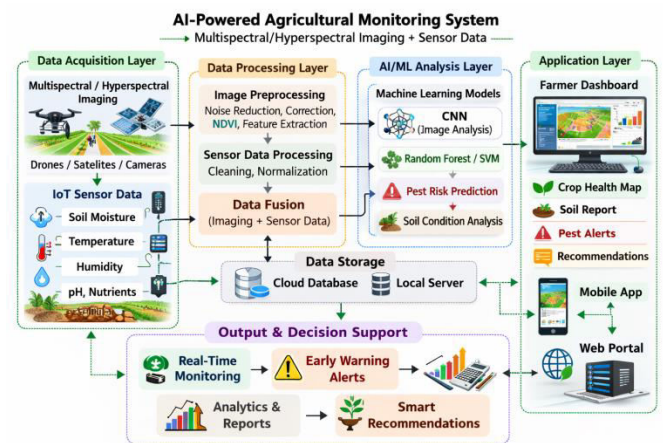 AI-Powered Agricultural Monitoring System
Multispectral/Hyperspectral Imaging + Sensor Data
Data Acquisition Layer
Multispectral / Hyperspectral
Imaging
Drones / Satelites / Cameras
IoT Sensor Data
Soil Moisture
Temperature
Humidity
pH, Nutrients
Data Processing Layer
Image Preprocessing
Noise Reduction, Correction,
NDVI, Feature Extraction
Sensor Data Processing
Cleaning, Normalization
Data Fusion
(Imaging + Sensor Data)
AI/ML Analysis Layer
Machine Learning Models
CNN
(Image Analysis)
Random Forest / SVM
Pest Risk Prediction
Soil Condition Analysis
Application Layer
Farmer Dashboard
Crop Health Map
Soil Report
Pest Alerts
Recommendations
Mobile App
Web Portal
Data Storage
Cloud Database
Local Server
Output & Decision Support
Real-Time
Monitoring
Early Warning
Alerts
Analytics &
Reports
Smart
Recommendations